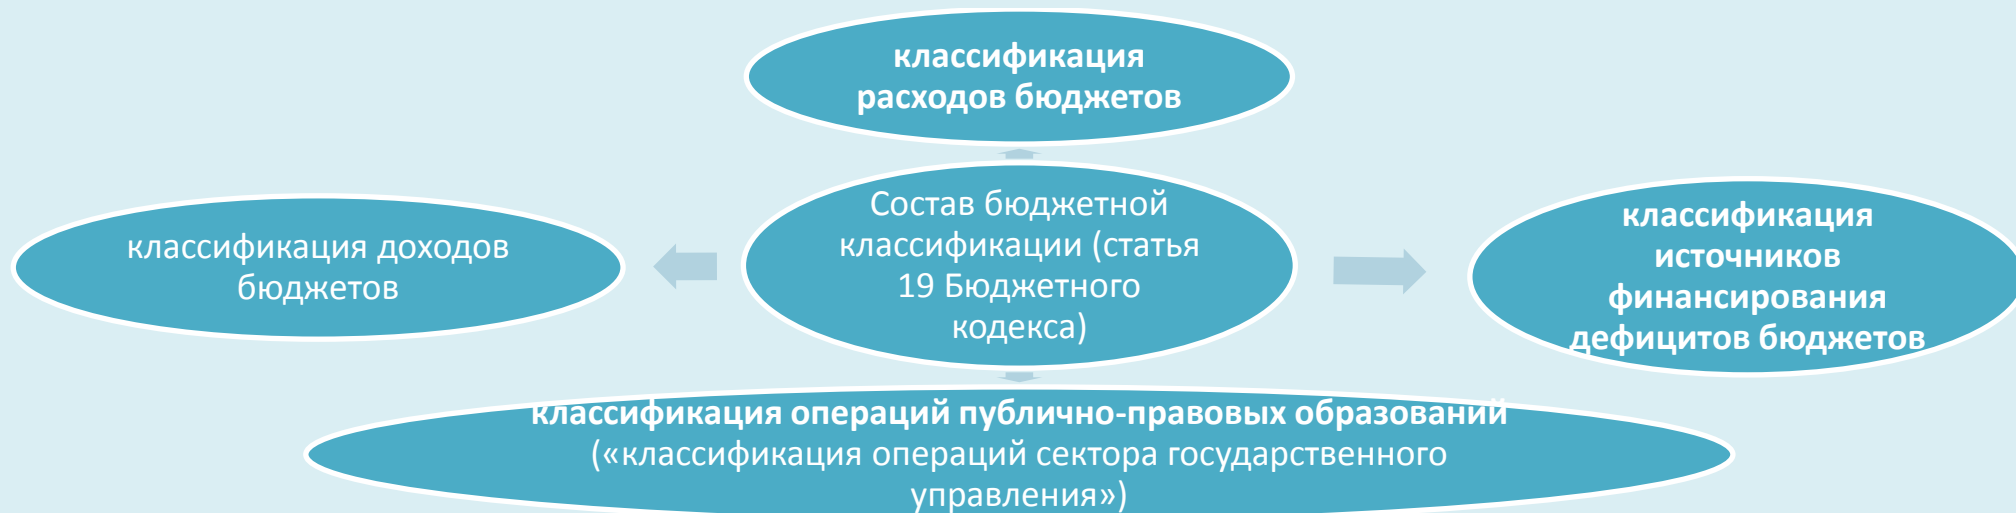 классификация
расходов бюджетов
классификация доходов
бюджетов
Состав бюджетной
классификации (статья
19 Бюджетного
кодекса)
классификация
источников
финансирования
дефицитов бюджетов
классификация операций публично-правовых образований
(«классификация операций сектора государственного
управления»)